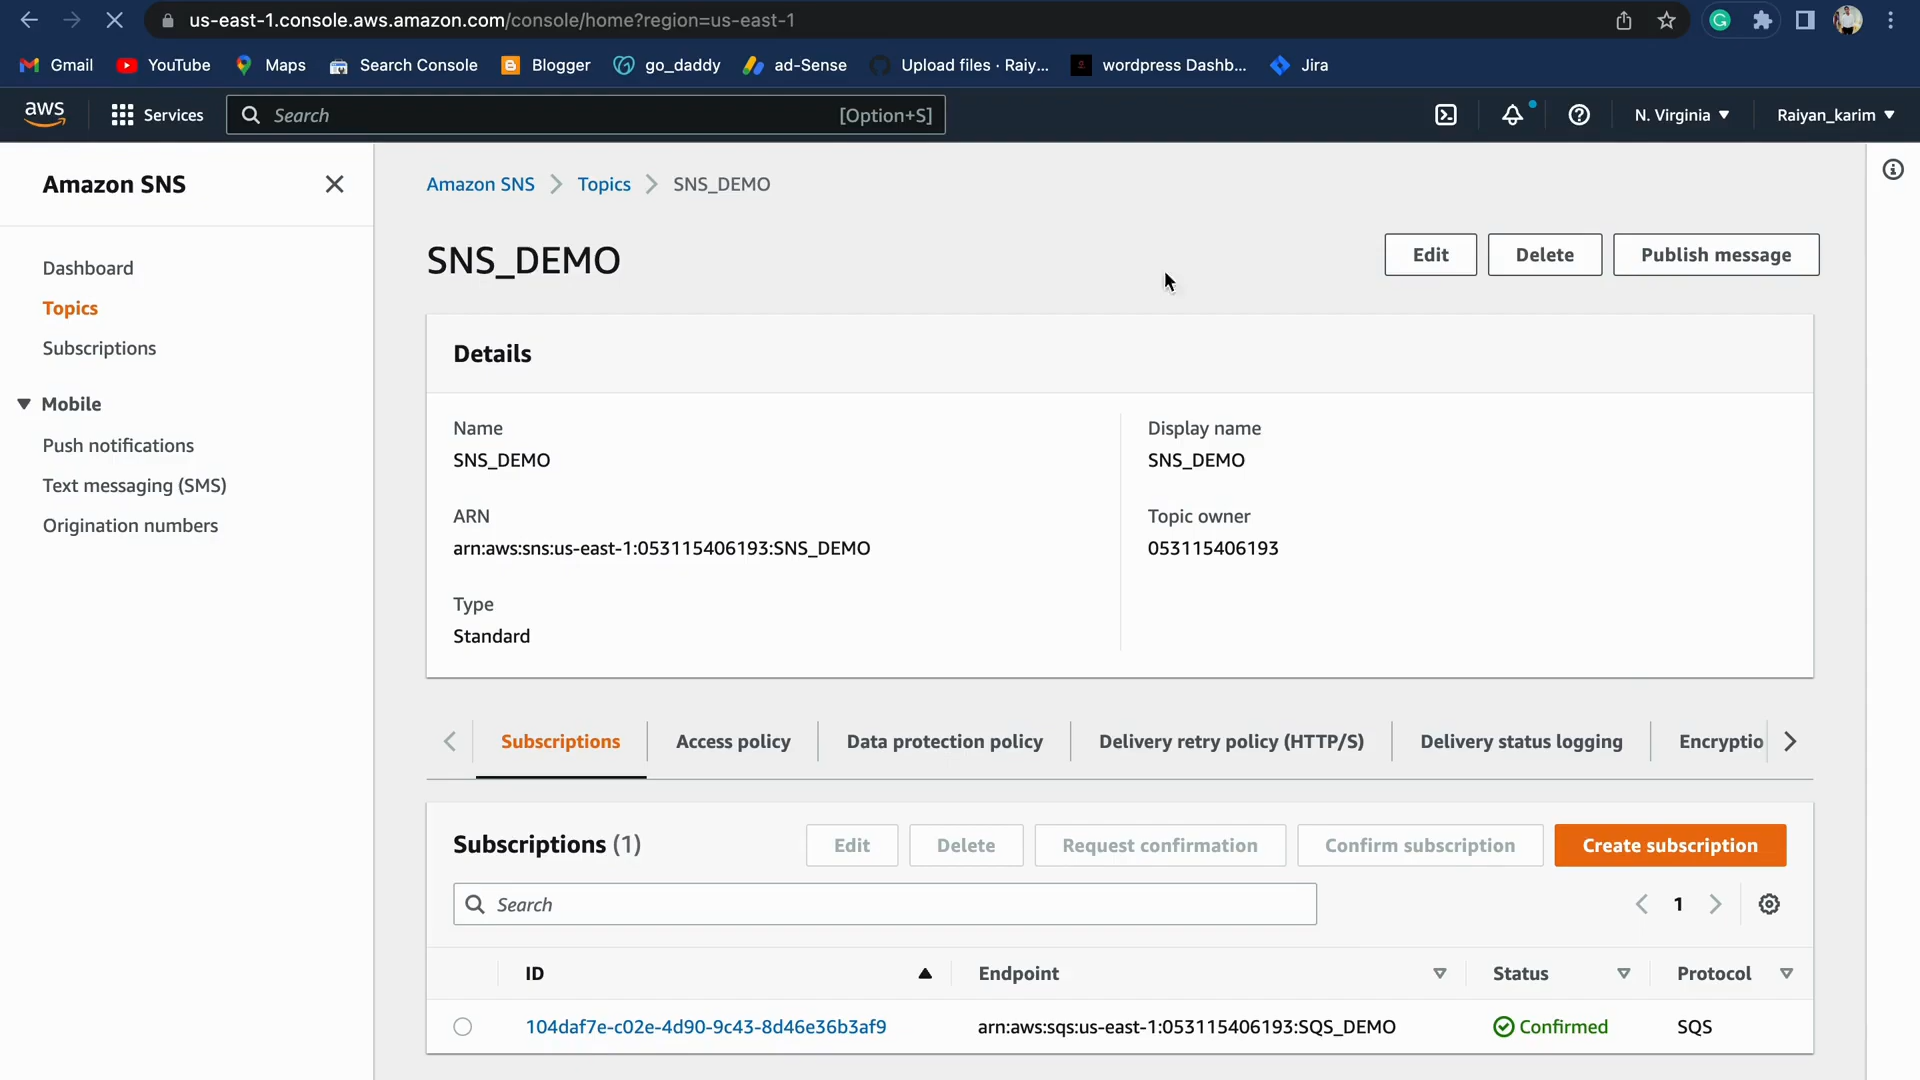 us-east-1.console.aws.amazon.com/console/home?region=us-east-1
Gmail YouTube Maps Search Console Blogger go_daddy ad-Sense Upload files · Raiy... wordpress Dashb... Jira
aws Services Search [Option+S] N. Virginia Raiyan_karim
Amazon SNS
Dashboard
Topics
Subscriptions
Mobile
Push notifications
Text messaging (SMS)
Origination numbers
Amazon SNS Topics SNS_DEMO
SNS_DEMO
Edit Delete Publish message
Details
Name
SNS_DEMO
ARN
arn:aws:sns:us-east-1:053115406193:SNS_DEMO
Type
Standard
Display name
SNS_DEMO
Topic owner
053115406193
Subscriptions Access policy Data protection policy Delivery retry policy (HTTP/S) Delivery status logging Encryptio
Subscriptions (1)
Edit Delete Request confirmation Confirm subscription Create subscription
Search
1
ID Endpoint Status Protocol
104daf7e-c02e-4d90-9c43-8d46e36b3af9 arn:aws:sqs:us-east-1:053115406193:SQS_DEMO Confirmed SQS